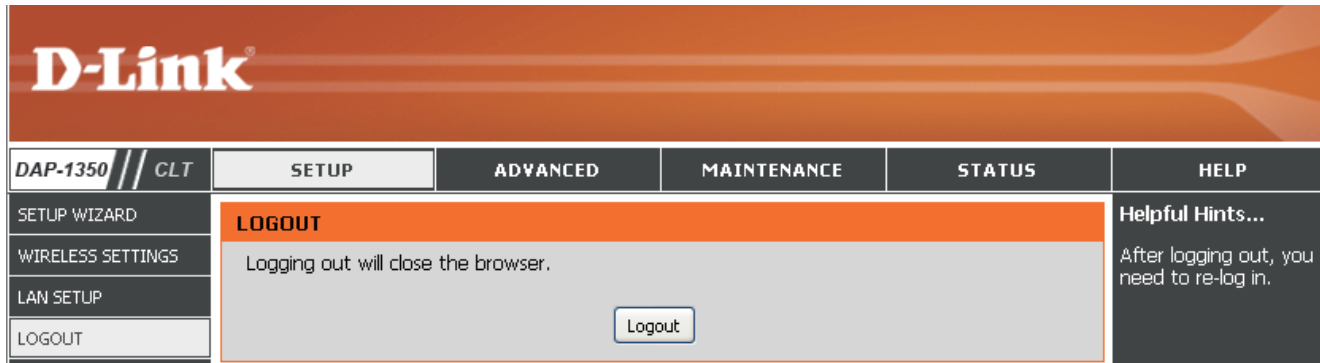 D-Link®
DAP-1350 // CLT
SETUP
ADVANCED
MAINTENANCE
STATUS
HELP
SETUP WIZARD
WIRELESS SETTINGS
LAN SETUP
LOGOUT
LOGOUT
Logging out will close the browser.
Logout
Helpful Hints...
After logging out, you
need to re-log in.